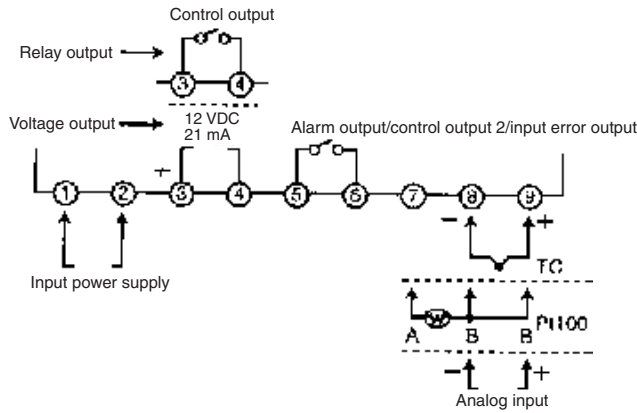 Control output
Relay output
3 4
Voltage output
12 VDC
21 mA
Alarm output/control output 2/input error output
+
1 2 3 4 5 6 7 8 9
− +
Input power supply
TC
Pt100
A B B
− +
Analog input